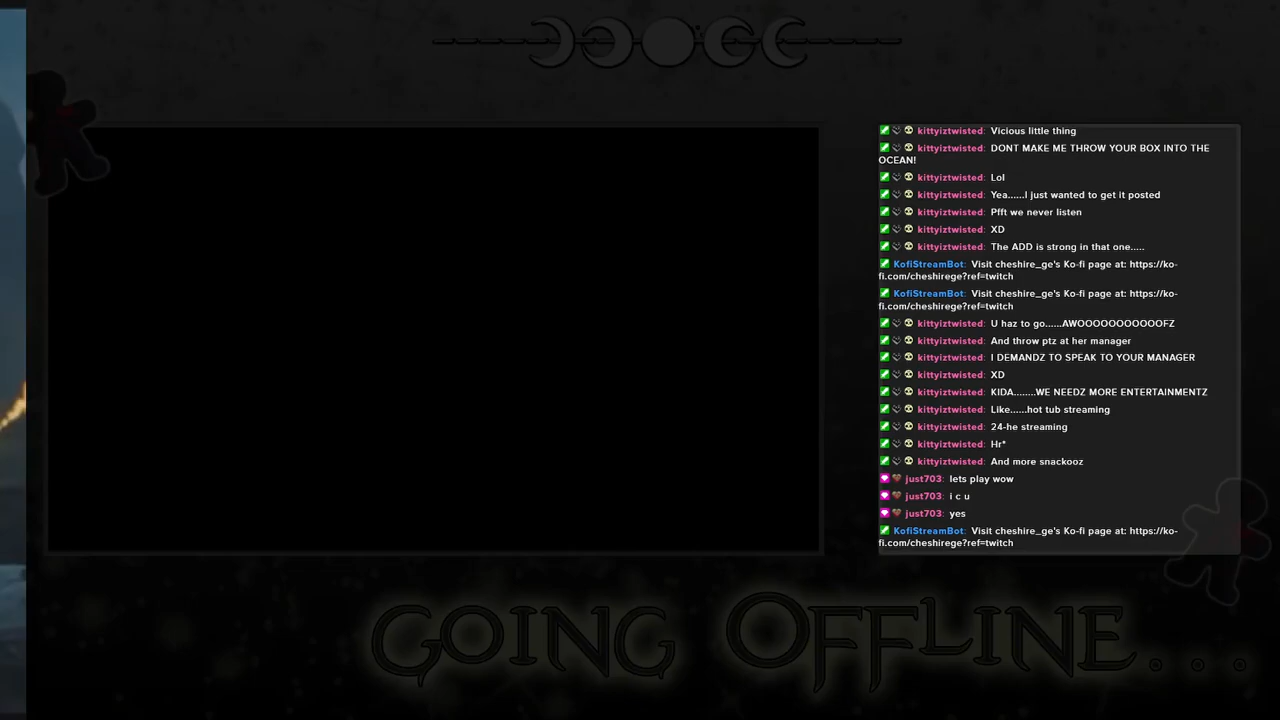 kittyiztwisted: Vicious little thing
kittyiztwisted: DONT MAKE ME THROW YOUR BOX INTO THE
OCEAN!
kittyiztwisted: Lol
kittyiztwisted: Yea......I just wanted to get it posted
kittyiztwisted: Pfft we never listen
kittyiztwisted: XD
kittyiztwisted: The ADD is strong in that one.....
KofiStreamBot: Visit cheshire_ge's Ko-fi page at: https://ko-
fi.com/cheshirege?ref=twitch
KofiStreamBot: Visit cheshire_ge's Ko-fi page at: https://ko-
fi.com/cheshirege?ref=twitch
kittyiztwisted: U haz to go......AWOOOOOOOOOOOFZ
kittyiztwisted: And throw ptz at her manager
kittyiztwisted: I DEMANDZ TO SPEAK TO YOUR MANAGER
kittyiztwisted: XD
kittyiztwisted: KIDA........WE NEEDZ MORE ENTERTAINMENTZ
kittyiztwisted: Like......hot tub streaming
kittyiztwisted: 24-he streaming
kittyiztwisted: Hr*
kittyiztwisted: And more snackooz
just703: lets play wow
just703: i c u
just703: yes
KofiStreamBot: Visit cheshire_ge's Ko-fi page at: https://ko-
fi.com/cheshirege?ref=twitch
GOING OFFLINE...